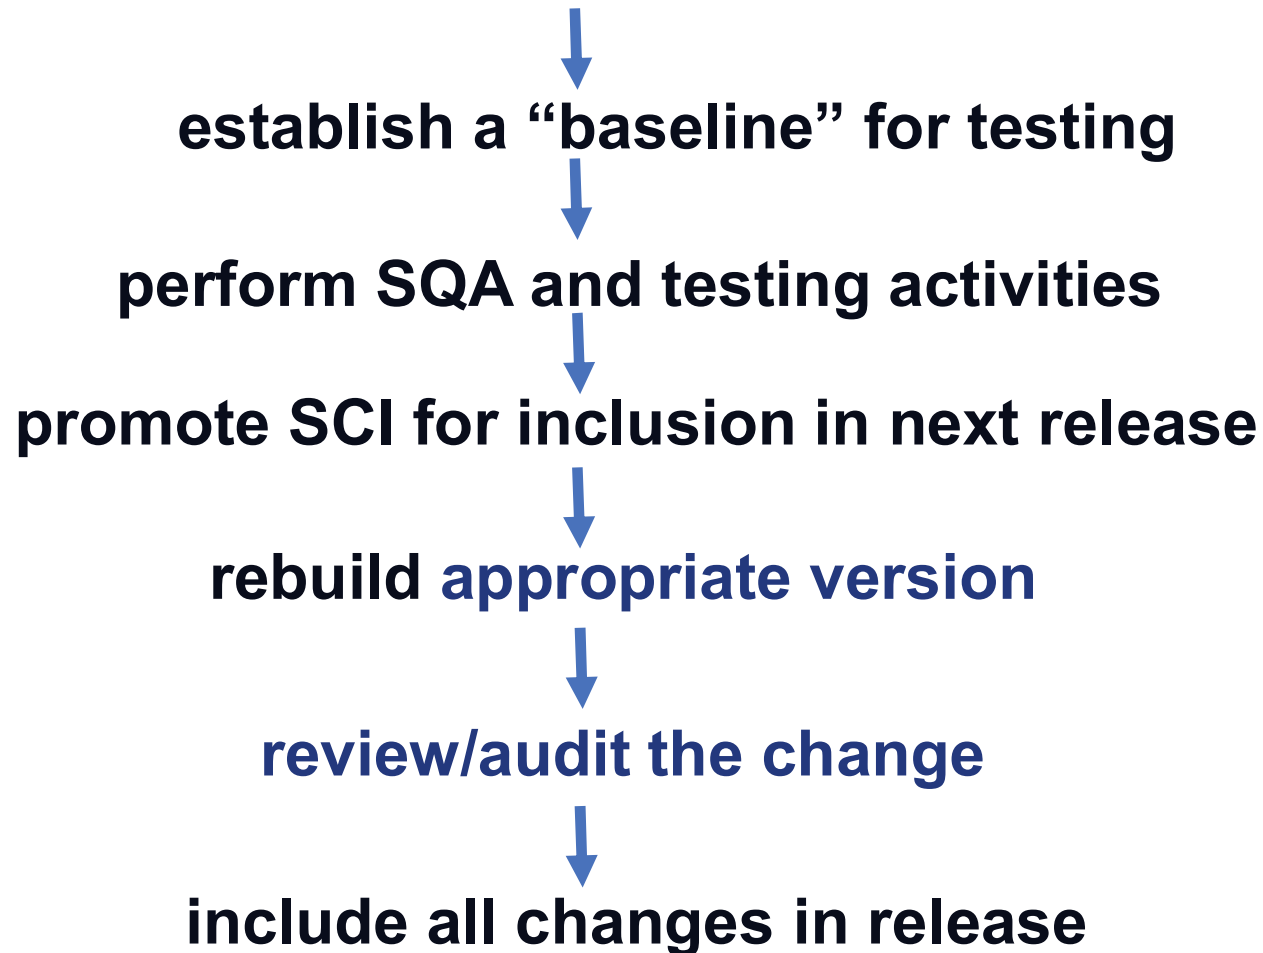 establish a “baseline” for testing
perform SQA and testing activities
promote SCI for inclusion in next release
rebuild appropriate version
review/audit the change
include all changes in release